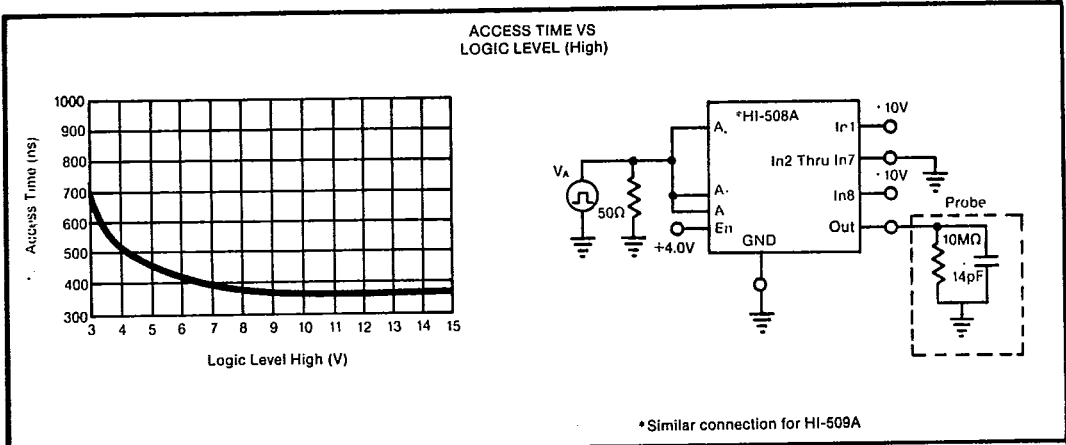 ACCESS TIME VS
LOGIC LEVEL (High)
Access Time (ns)
1000
900
800
700
600
500
400
300
3 4 5 6 7 8 9 10 11 12 13 14 15
Logic Level High (V)
*HI-508A
A.
A.
A
En
+4.0V
GND
VA
50Ω
In1
· 10V
In2 Thru In7
· 10V
In8
Out
Probe
10MΩ
14pF
*Similar connection for HI-509A